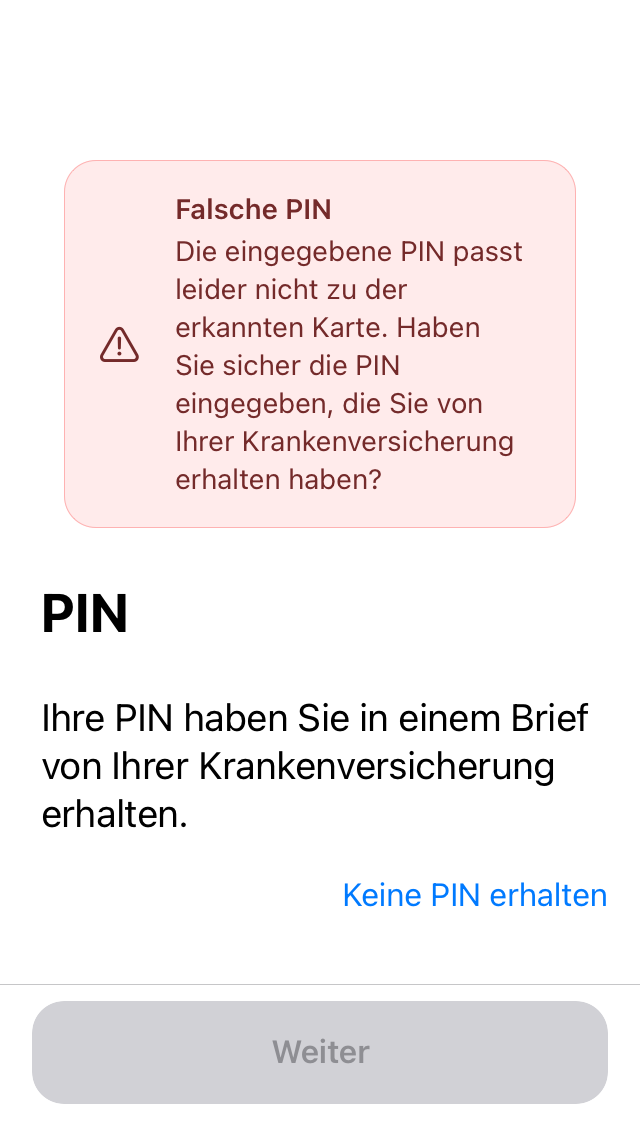 Falsche PIN
Die eingegebene PIN passt
leider nicht zu der
erkannten Karte. Haben
Sie sicher die PIN
eingegeben, die Sie von
Ihrer Krankenversicherung
erhalten haben?
PIN
Ihre PIN haben Sie in einem Brief
von Ihrer Krankenversicherung
erhalten.
Keine PIN erhalten
Weiter